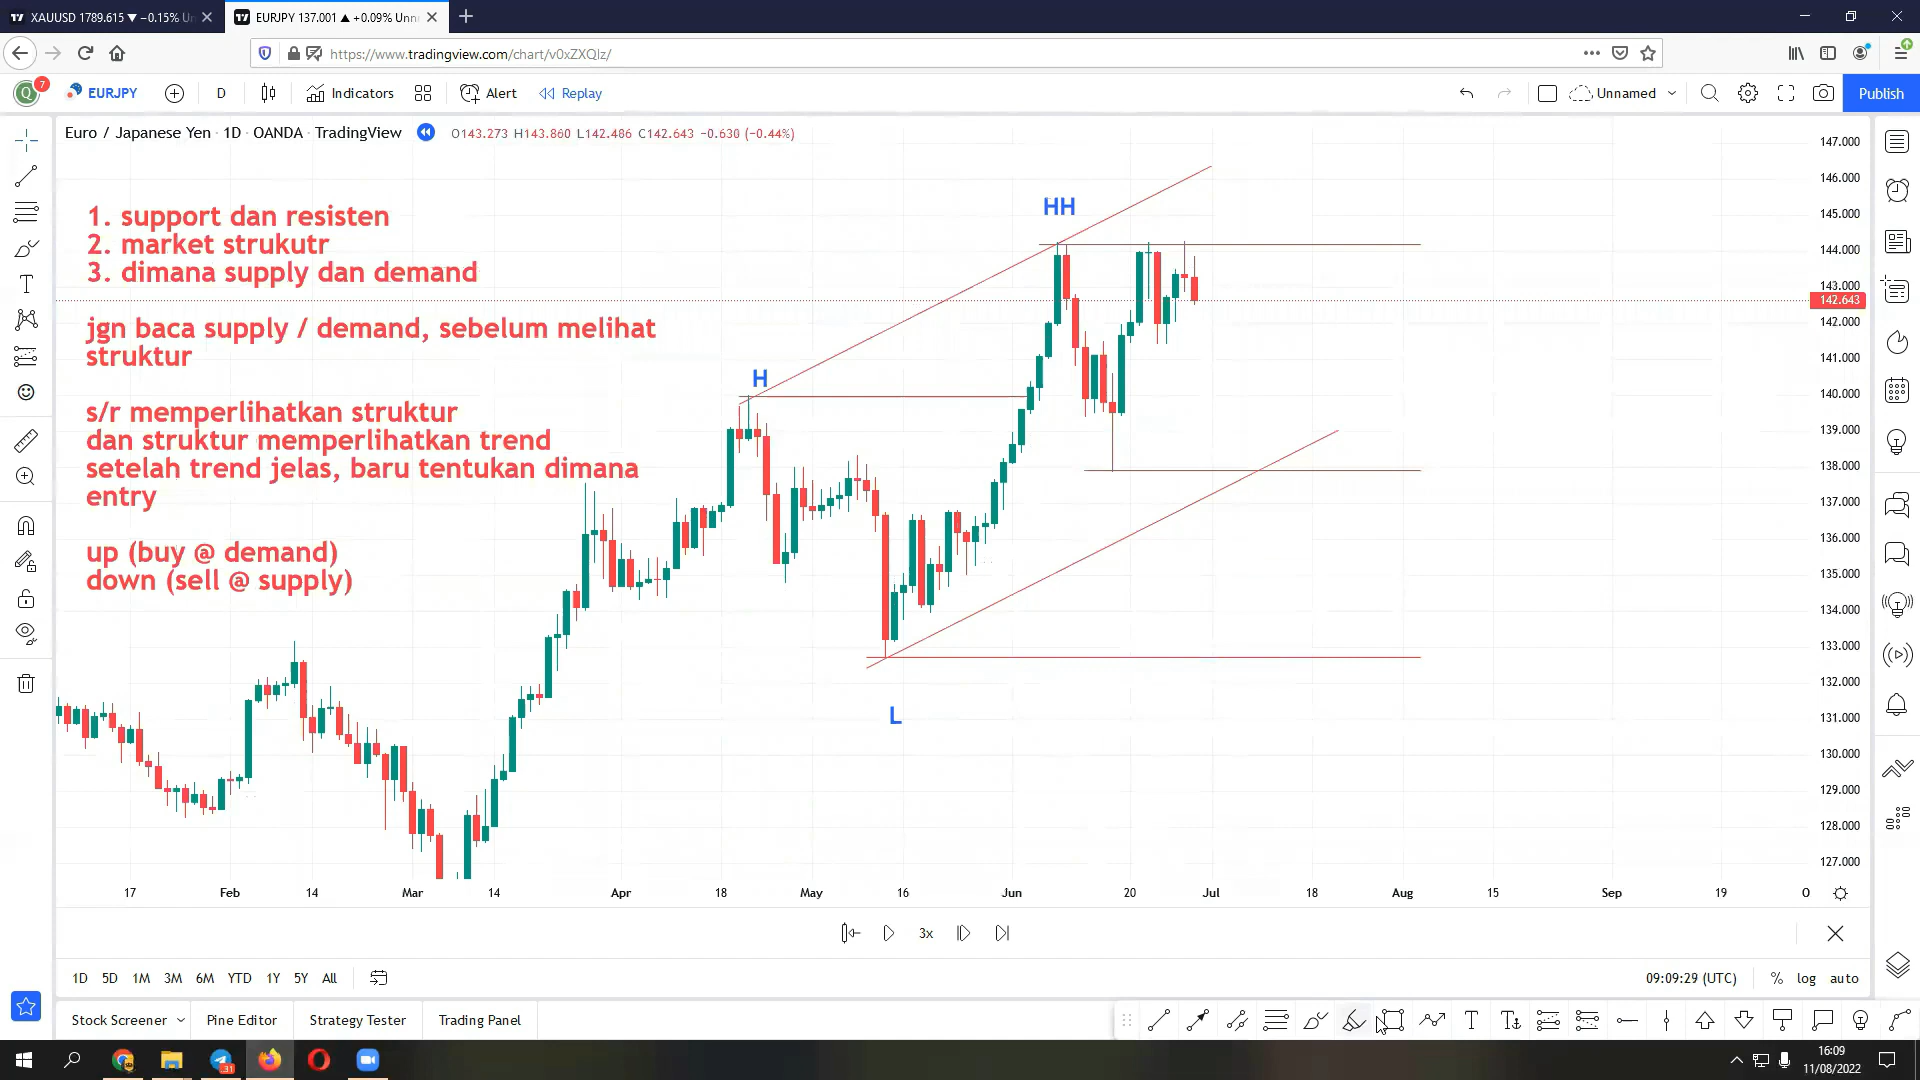 XAUUSD 1789.615 ▼ −0.15% Un
EURJPY 137.001 ▲ +0.09% Unn
https://www.tradingview.com/chart/v0xZXQlz/
Q 7
EURJPY
D
Indicators
Alert
Replay
Unnamed
Publish
Euro / Japanese Yen · 1D · OANDA · TradingView
O143.273 H143.860 L142.486 C142.643 −0.630 (−0.44%)
1. support dan resisten
2. market strukutr
3. dimana supply dan demand
jgn baca supply / demand, sebelum melihat
struktur
s/r memperlihatkan struktur
dan struktur memperlihatkan trend
setelah trend jelas, baru tentukan dimana
entry
up (buy @ demand)
down (sell @ supply)
H
HH
L
147.000
146.000
145.000
144.000
143.000
142.643
142.000
141.000
140.000
139.000
138.000
137.000
136.000
135.000
134.000
133.000
132.000
131.000
130.000
129.000
128.000
127.000
17 Feb 14 Mar 14 Apr 18 May 16 Jun 20 Jul 18 Aug 15 Sep 19 O
3x
1D 5D 1M 3M 6M YTD 1Y 5Y All
09:09:29 (UTC) % log auto
Stock Screener Pine Editor Strategy Tester Trading Panel
31
16:09
11/08/2022